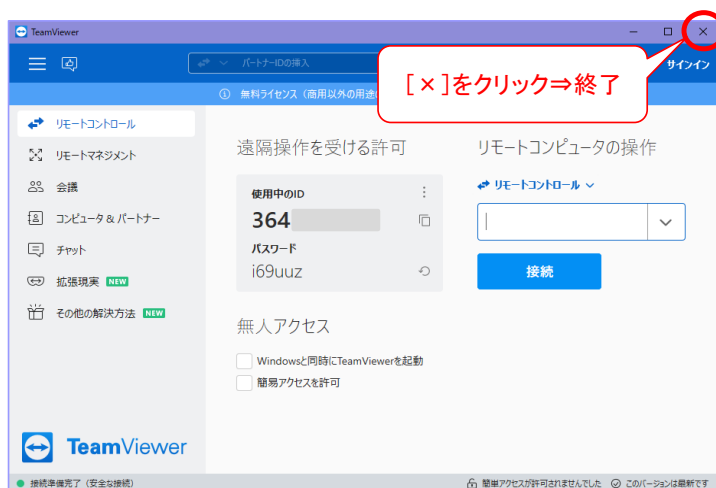 TeamViewer
パートナーIDの挿入
サインイン
[×]をクリック⇒終了
無料ライセンス（商用以外の用途
リモートコントロール
リモートマネジメント
会議
コンピュータ & パートナー
チャット
拡張現実 NEW
その他の解決方法 NEW
遠隔操作を受ける許可
使用中のID
364
パスワード
i69uuz
無人アクセス
Windowsと同時にTeamViewerを起動
簡易アクセスを許可
リモートコンピュータの操作
リモートコントロール
接続
TeamViewer
接続準備完了（安全な接続）
簡単アクセスが許可されませんでした
このバージョンは最新です